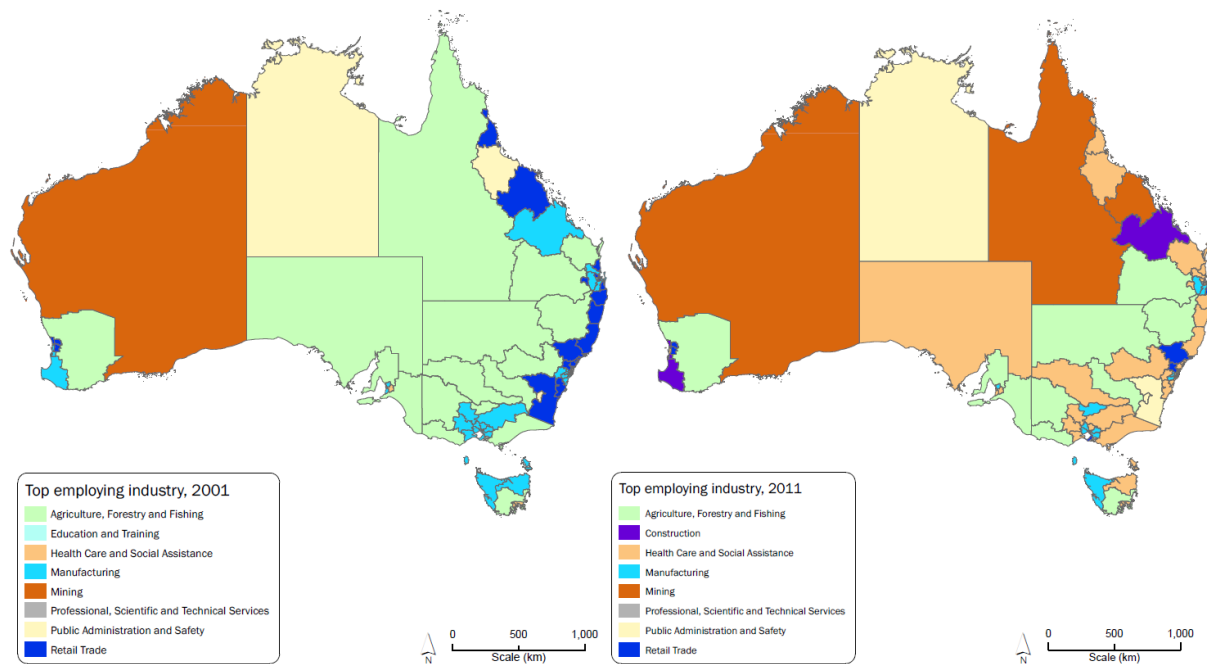 Top employing industry, 2001
Agriculture, Forestry and Fishing
Education and Training
Health Care and Social Assistance
Manufacturing
Mining
Professional, Scientific and Technical Services
Public Administration and Safety
Retail Trade
N
0 500 1,000
Scale (km)
Top employing industry, 2011
Agriculture, Forestry and Fishing
Construction
Health Care and Social Assistance
Manufacturing
Mining
Professional, Scientific and Technical Services
Public Administration and Safety
Retail Trade
N
0 500 1,000
Scale (km)